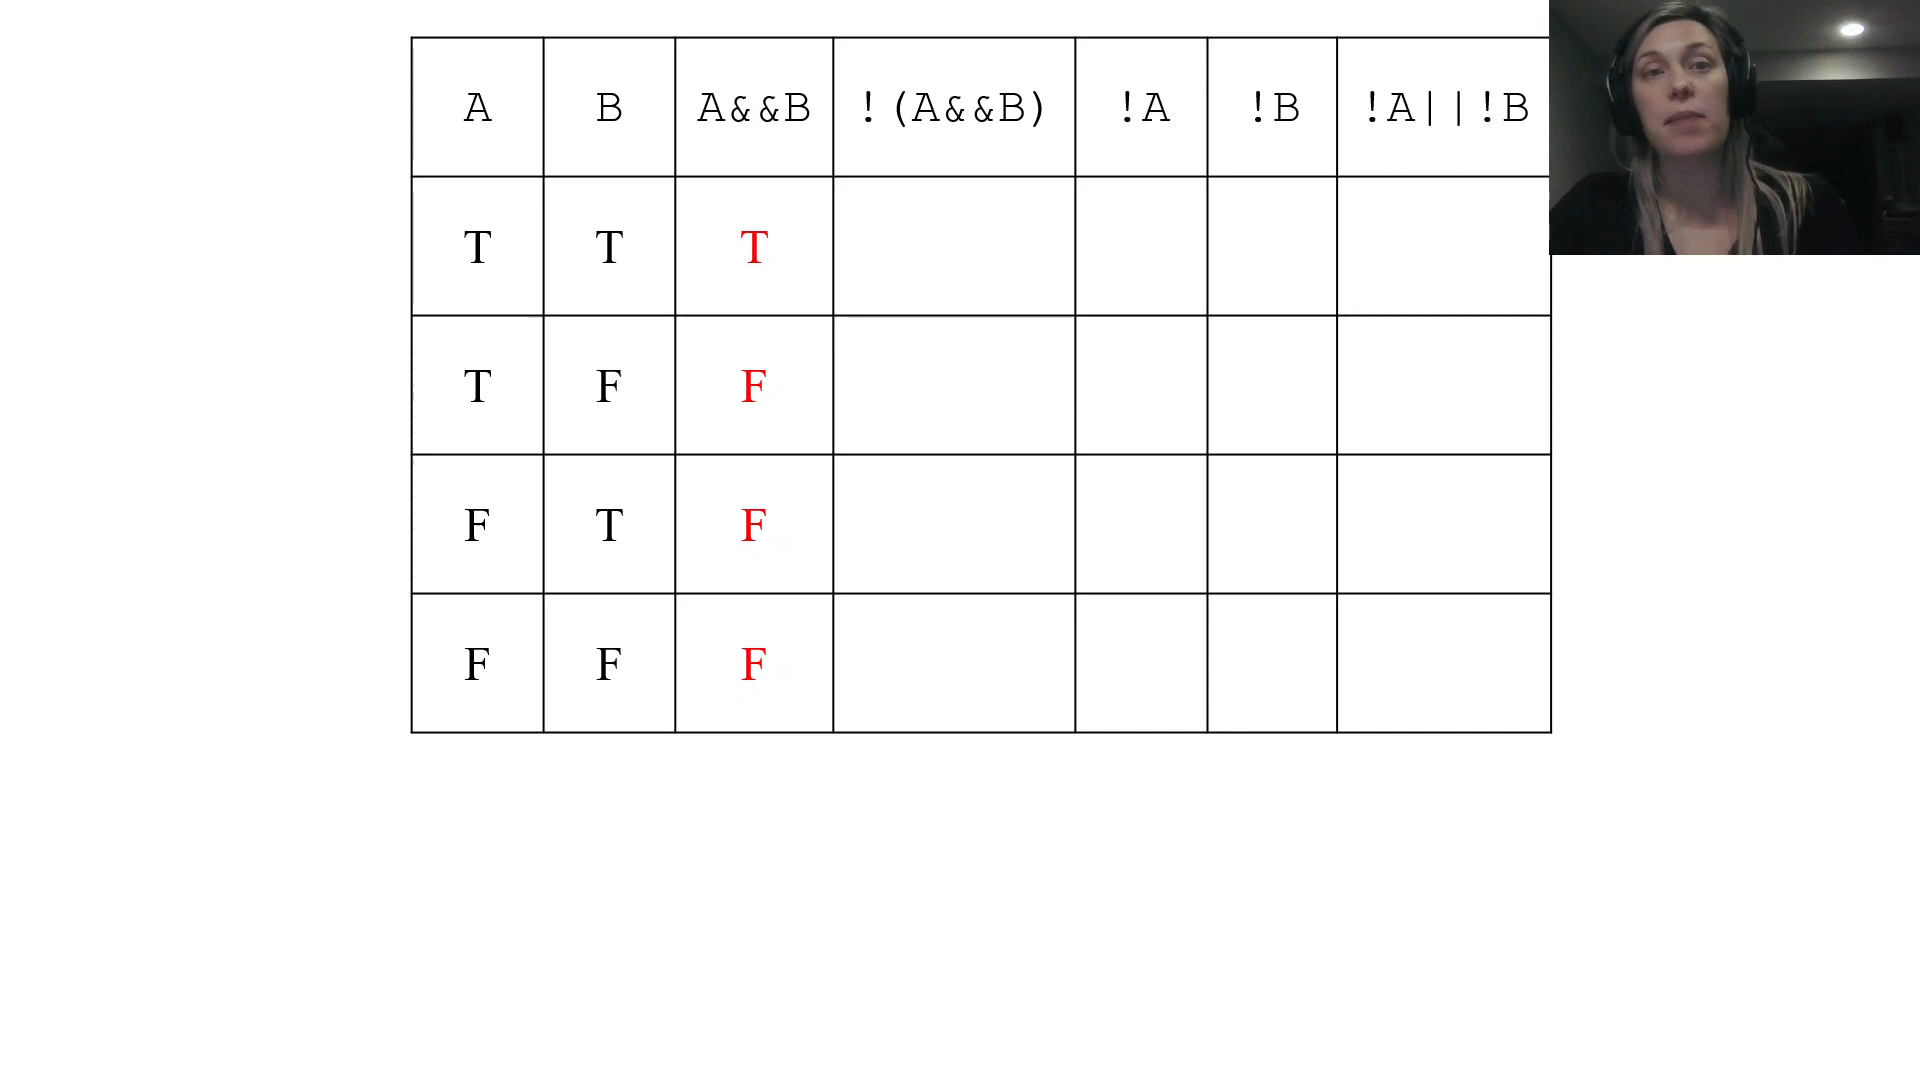 A B A&&B !(A&&B) !A !B !A||!B
T T T
T F F
F T F
F F F